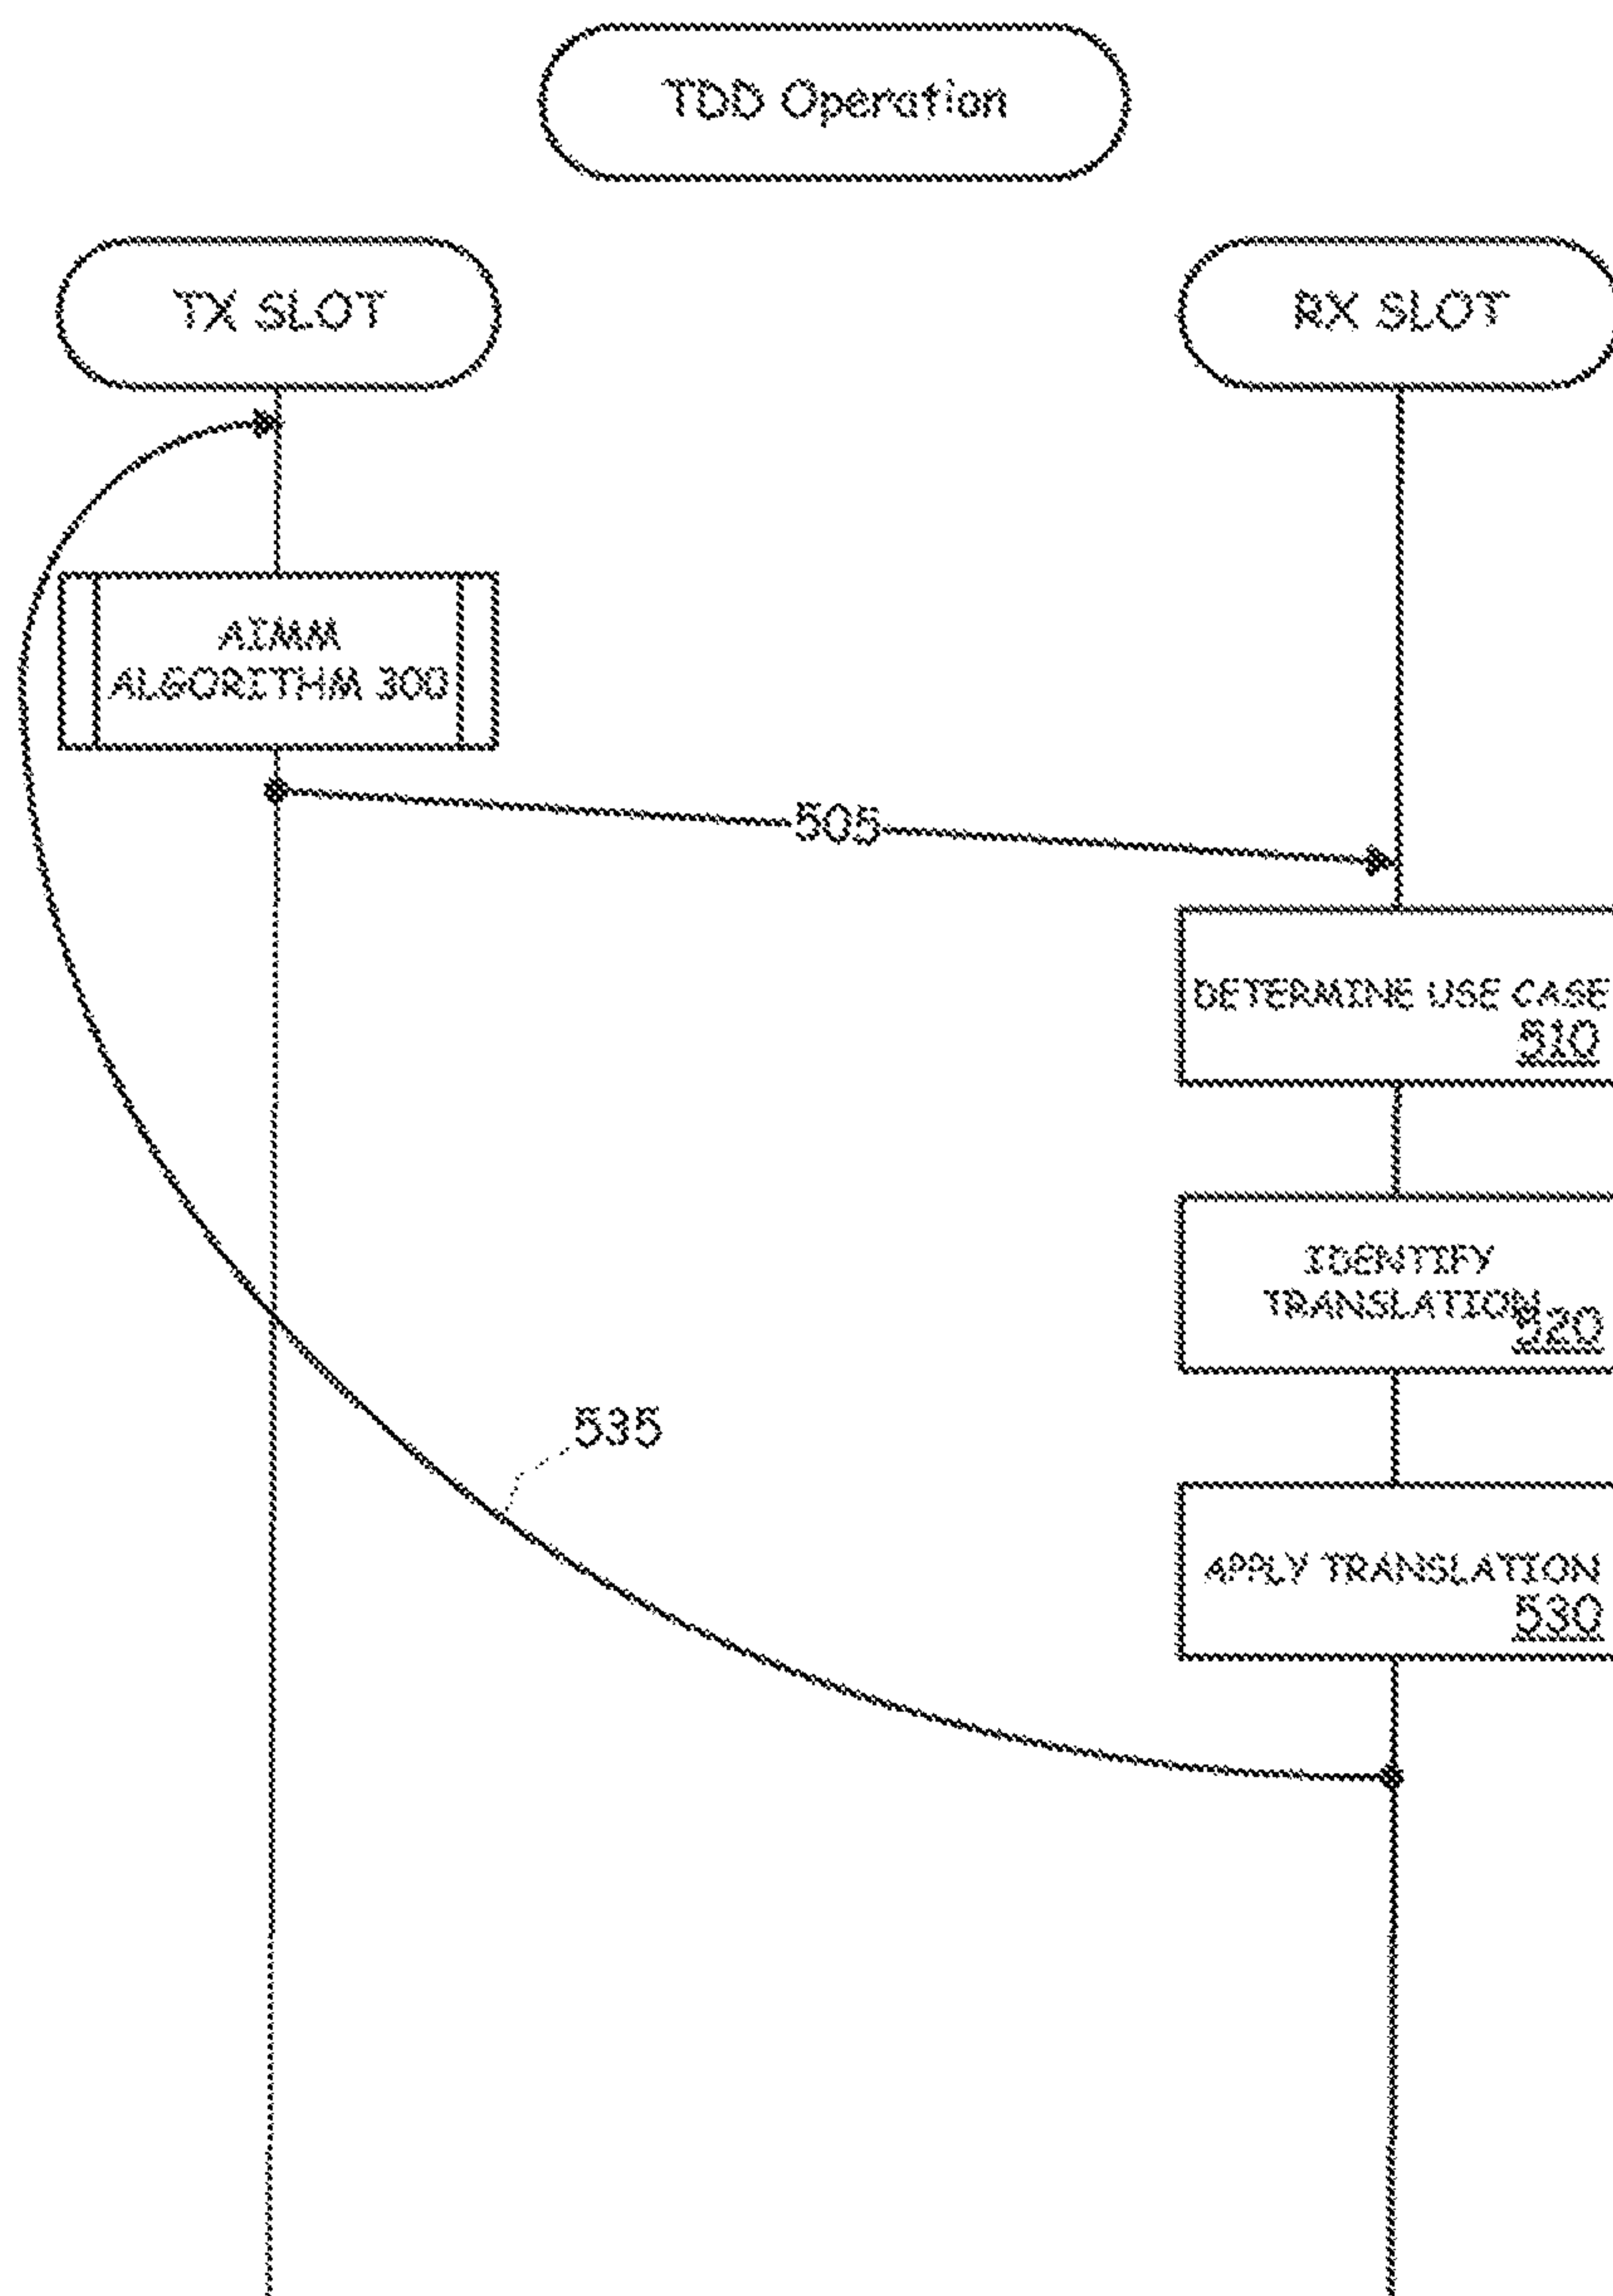 TDD Operation
TX SLOT
RX SLOT
AIMM
ALGORITHM 300
505
DETERMINE USE CASE
510
IDENTIFY
TRANSLATION
520
535
APPLY TRANSLATION
530